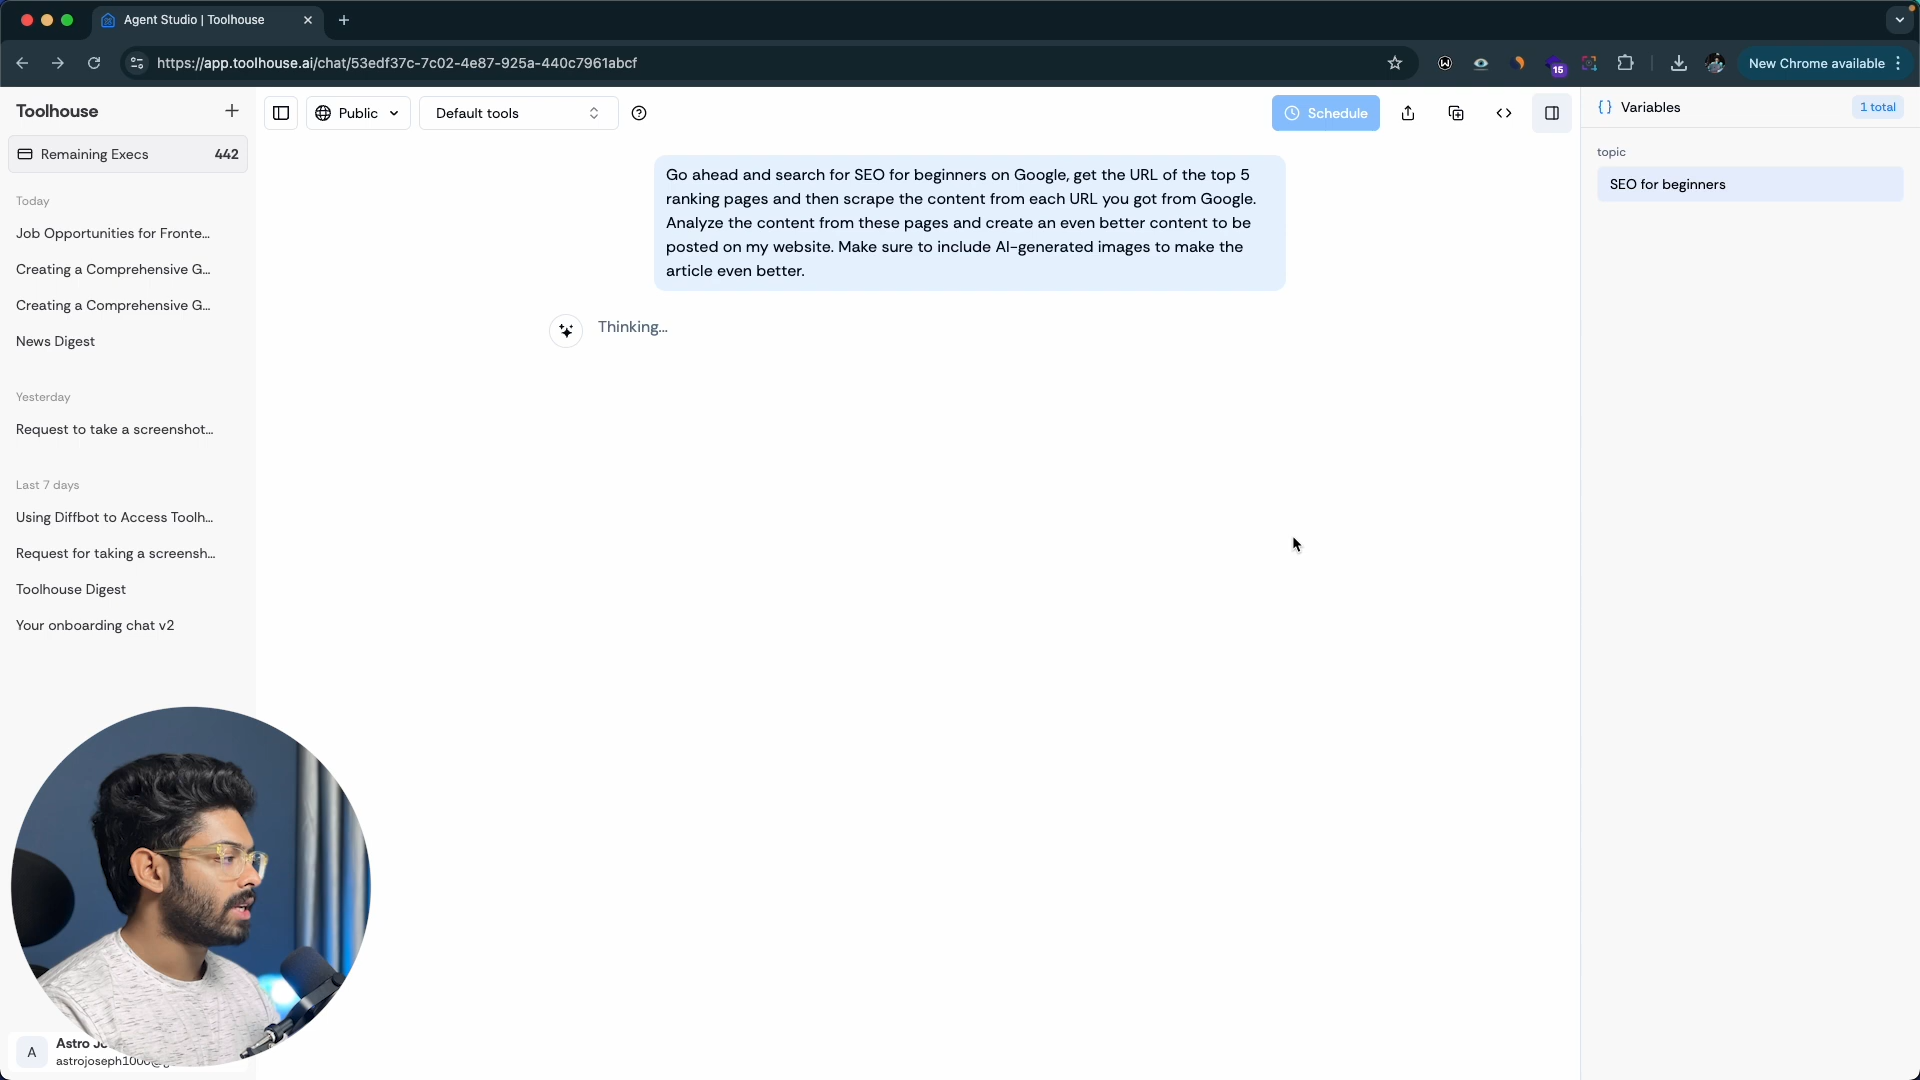 Agent Studio | Toolhouse
https://app.toolhouse.ai/chat/53edf37c-7c02-4e87-925a-440c7961abcf
15
New Chrome available
Toolhouse
Remaining Execs 442
Today
Job Opportunities for Fronte...
Creating a Comprehensive G...
Creating a Comprehensive G...
News Digest
Yesterday
Request to take a screenshot...
Last 7 days
Using Diffbot to Access Toolh...
Request for taking a screensh...
Toolhouse Digest
Your onboarding chat v2
A
Astro
Public
Default tools
Schedule
Go ahead and search for SEO for beginners on Google, get the URL of the top 5
ranking pages and then scrape the content from each URL you got from Google.
Analyze the content from these pages and create an even better content to be
posted on my website. Make sure to include AI-generated images to make the
article even better.
Thinking...
Variables
1 total
topic
SEO for beginners